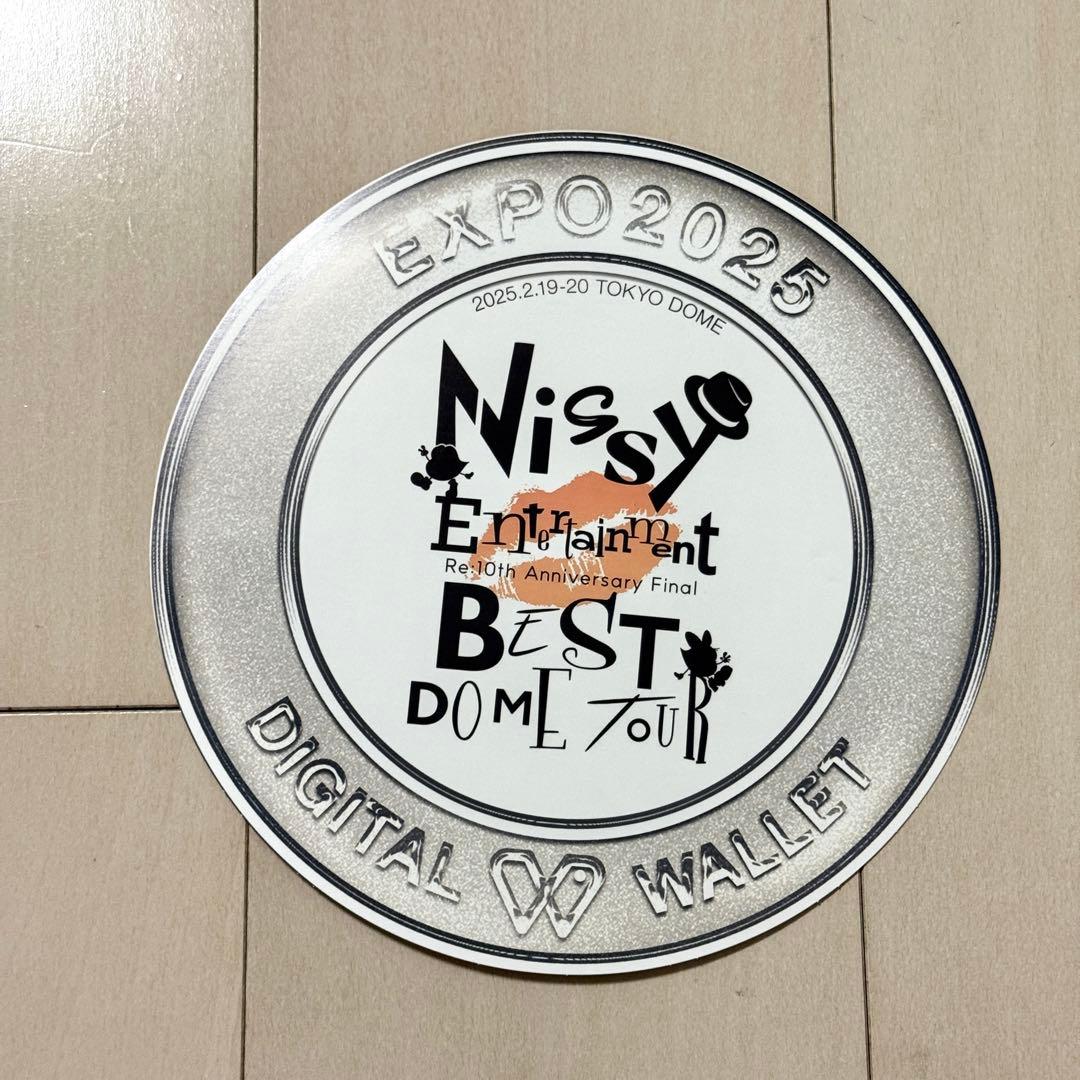 EXPO2025
2025.2.19-20 TOKYO DOME
Nissy
Entertainment
Re:10th Anniversary Final
BEST
DOME TOUR
DIGITAL WALLET